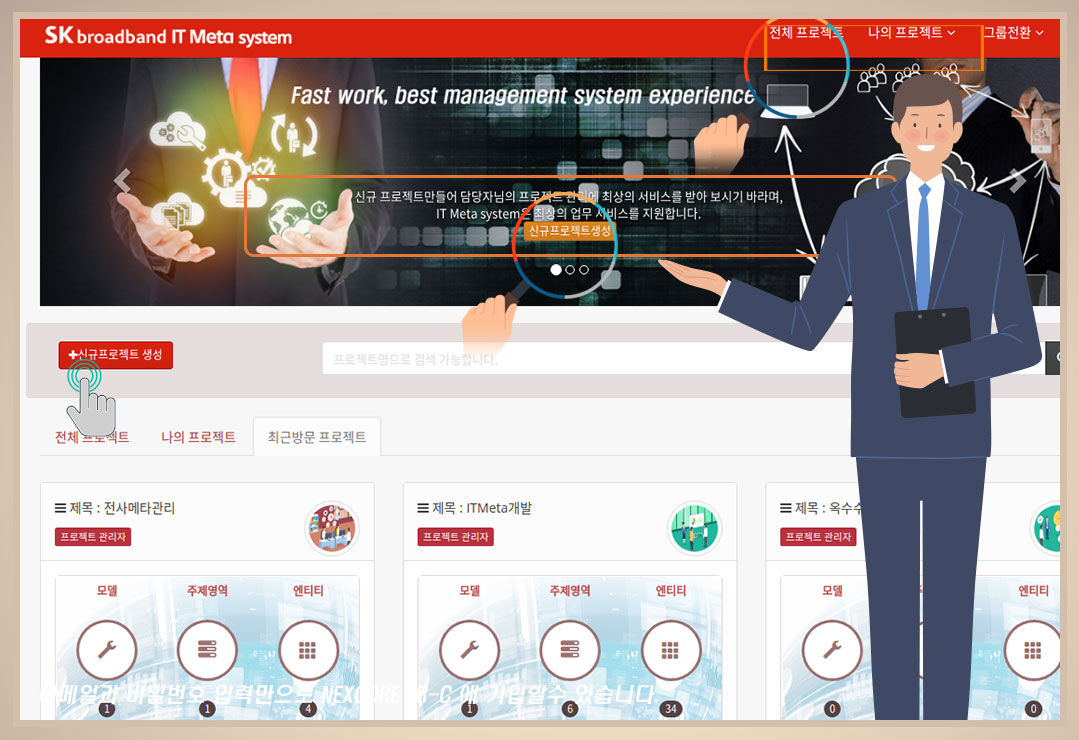 SK broadband IT Meta system
전체 프로젝트 나의 프로젝트 그룹전환
Fast work, best management system experience
신규 프로젝트만들어 담당자님의 프로젝트 관리에 최상의 서비스를 받아 보시기 바라며,
IT Meta system은 최상의 업무 서비스를 지원합니다.
신규프로젝트생성
신규프로젝트 생성
프로젝트명으로 검색 가능합니다.
전체 프로젝트 나의 프로젝트 최근방문 프로젝트
제목 : 전사메타관리
프로젝트 관리자
모델 주제영역 엔티티
1 1 4
제목 : ITMeta개발
프로젝트 관리자
모델 주제영역 엔티티
1 6 34
제목 : 옥수수
프로젝트 관리자
모델 엔티티
0 0
비밀번호 입력만으로 에 가입할수 있습니다.